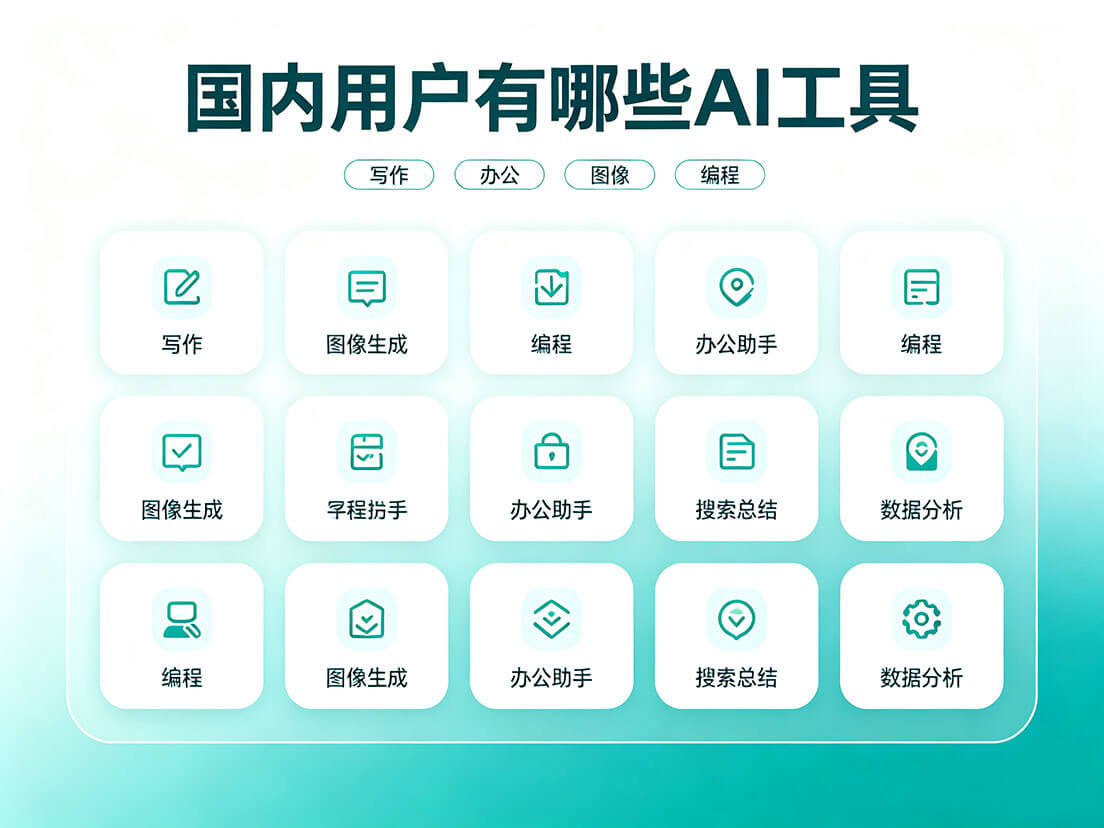 国内用户有哪些AI工具
写作 办公 图像 编程
写作 图像生成 编程 办公助手 编程
图像生成 程 手 办公助手 搜索总结 数据分析
编程 图像生成 办公助手 搜索总结 数据分析